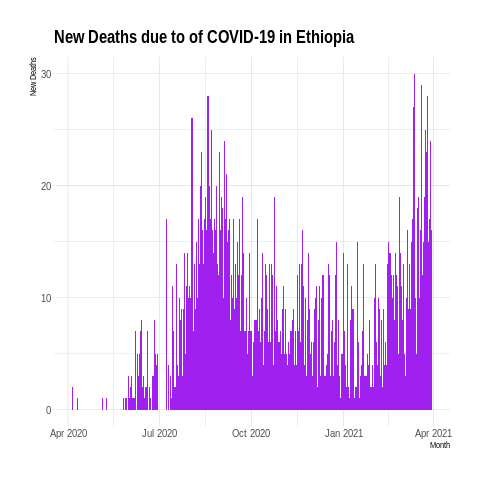 New Deaths due to of COVID-19 in Ethiopia
New Deaths
30
20
10
0
Apr 2020 Jul 2020 Oct 2020 Jan 2021 Apr 2021
Month